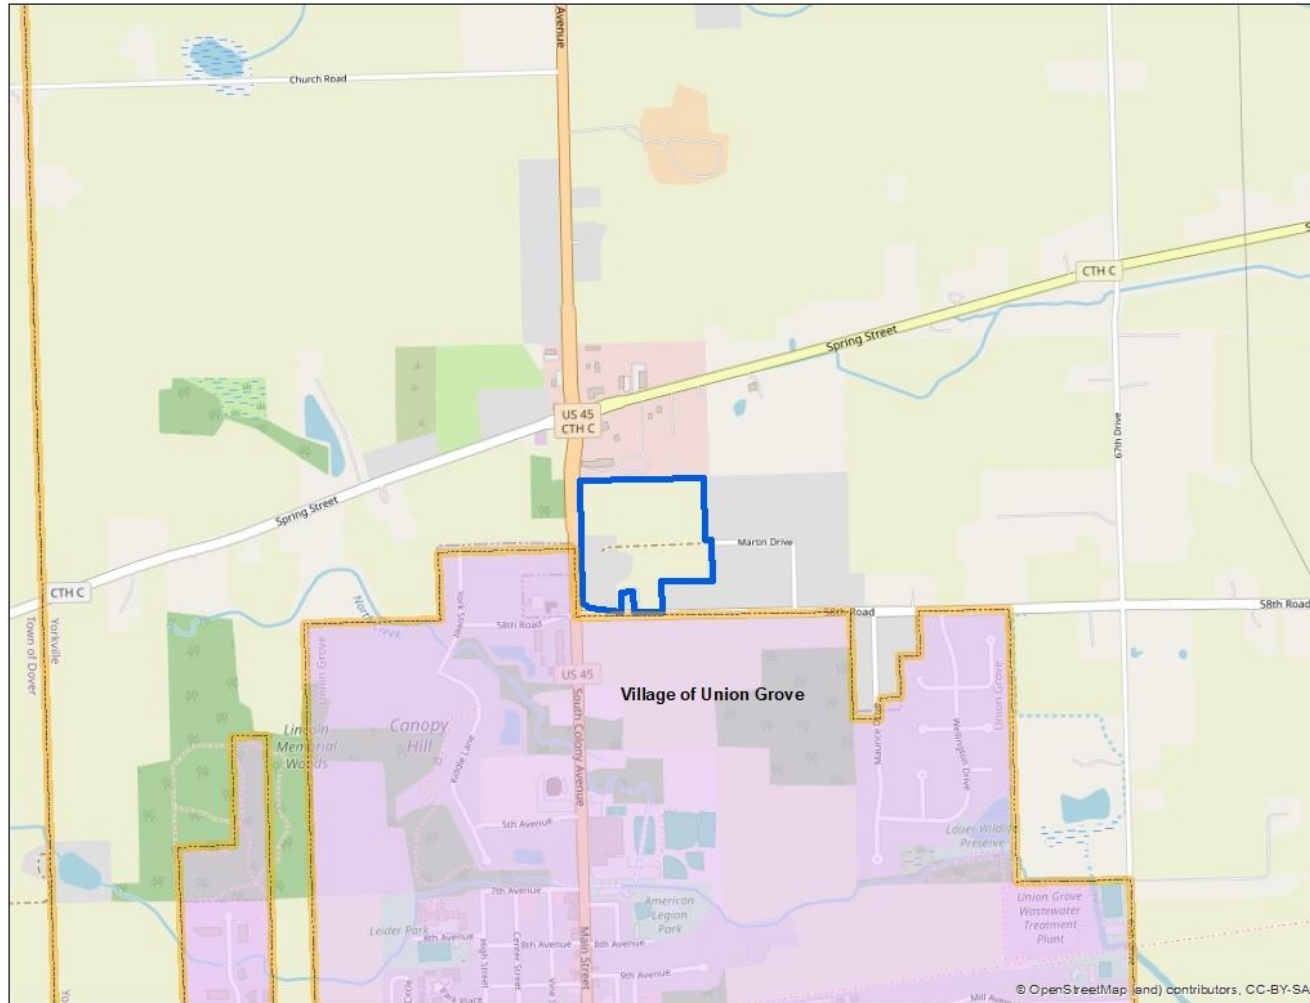 Avenue
Church Road
CTH C
Spring Street
US 45
CTH C
67th Drive
Spring Street
Martin Drive
CTH C
58th Road
58th Road
York Street
58th Road
Yorkville
Town of Dover
Union Grove
US 45
Village of Union Grove
Canopy
Hill
Lincoln
Memorial
Woods
Kiddle Lane
South Colony Avenue
Union Grove
Wellington Drive
5th Avenue
Lauer Wildlife
Preserve
7th Avenue
American
Legion
Park
Union Grove
Wastewater
Treatment
Plant
Leider Park
8th Avenue
8th Avenue
8th Avenue
High Street
Center Street
Main Street
9th Avenue
© OpenStreetMap (and) contributors, CC-BY-SA